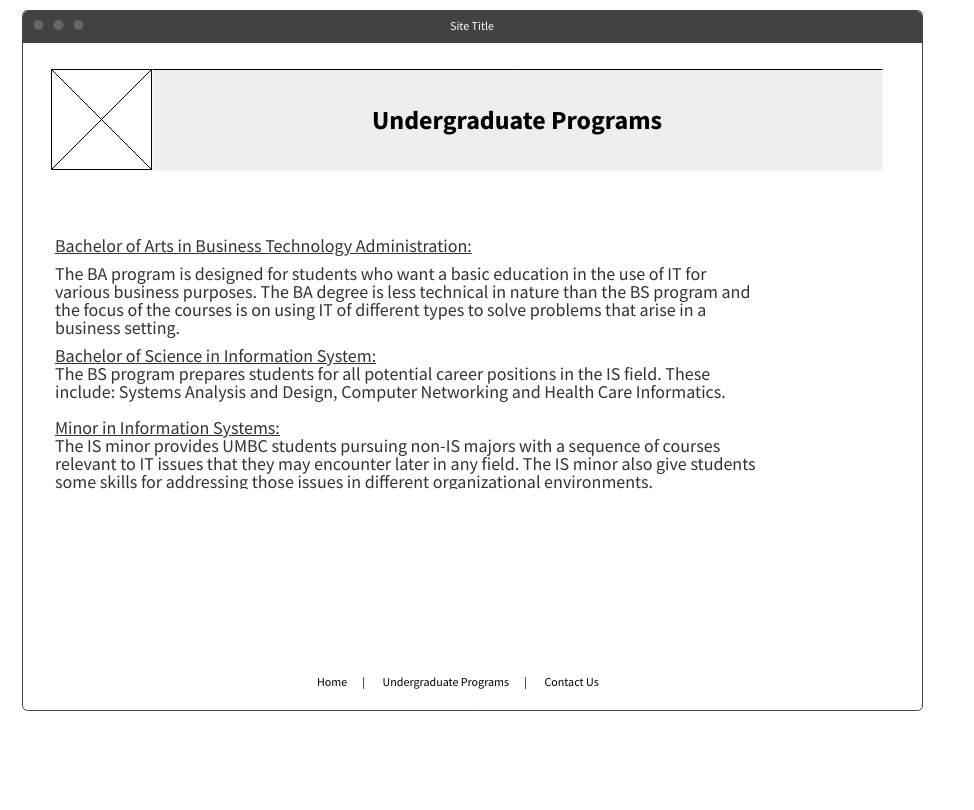 Site Title
Undergraduate Programs
Bachelor of Arts in Business Technology Administration:
The BA program is designed for students who want a basic education in the use of IT for
various business purposes. The BA degree is less technical in nature than the BS program and
the focus of the courses is on using IT of different types to solve problems that arise in a
business setting.
Bachelor of Science in Information System:
The BS program prepares students for all potential career positions in the IS field. These
include: Systems Analysis and Design, Computer Networking and Health Care Informatics.
Minor in Information Systems:
The IS minor provides UMBC students pursuing non-IS majors with a sequence of courses
relevant to IT issues that they may encounter later in any field. The IS minor also give students
some skills for addressing those issues in different organizational environments.
Home | Undergraduate Programs | Contact Us